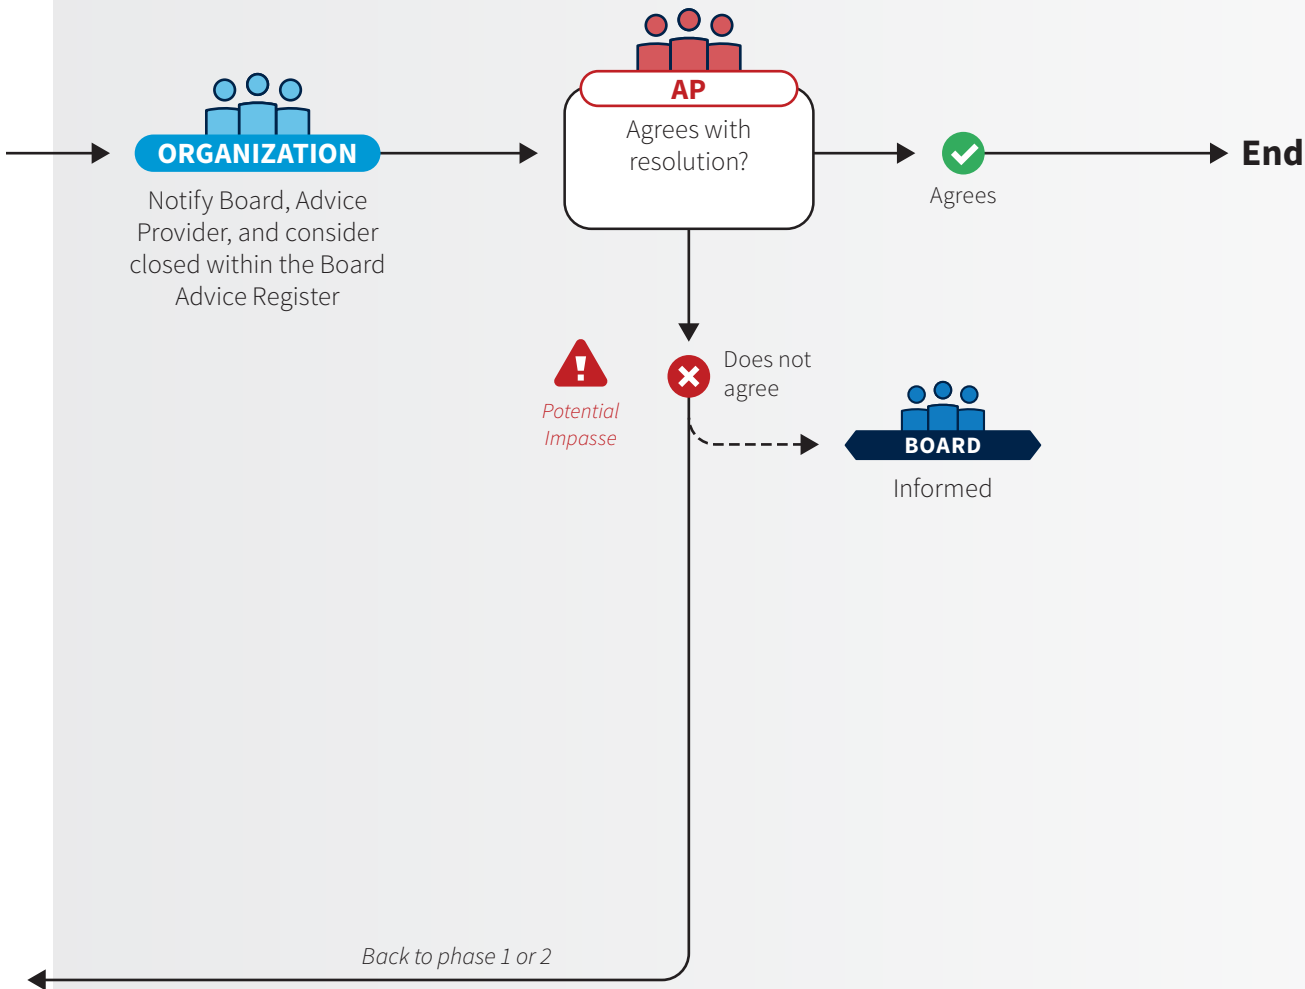 AP
Agrees with
resolution?
ORGANIZATION
Notify Board, Advice
Provider, and consider
closed within the Board
Advice Register
Agrees
End
Does not
agree
Potential
Impasse
BOARD
Informed
Back to phase 1 or 2